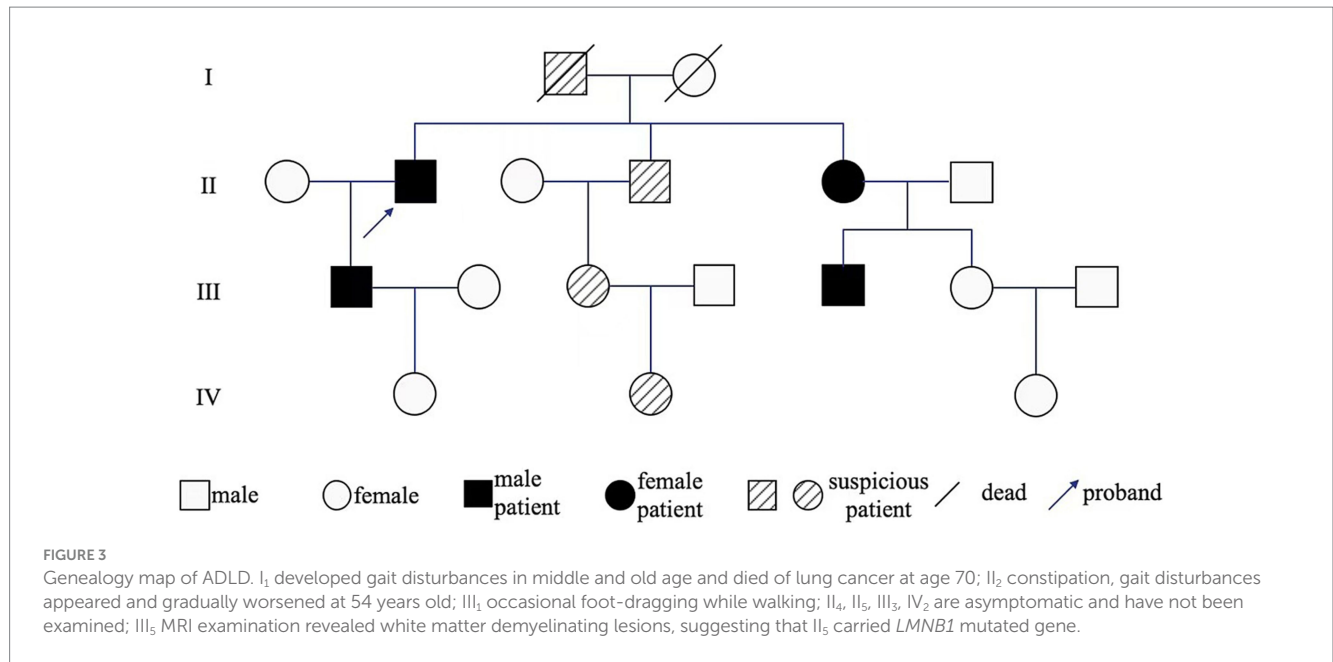 I
II
III
IV
male
female
male
patient
female
patient
suspicious
patient
dead
proband
FIGURE 3
Genealogy map of ADLD. I₁ developed gait disturbances in middle and old age and died of lung cancer at age 70; II₂ constipation, gait disturbances
appeared and gradually worsened at 54 years old; III₁ occasional foot-dragging while walking; II₄, II₅, III₃, IV₂ are asymptomatic and have not been
examined; III₅ MRI examination revealed white matter demyelinating lesions, suggesting that II₅ carried LMNB1 mutated gene.